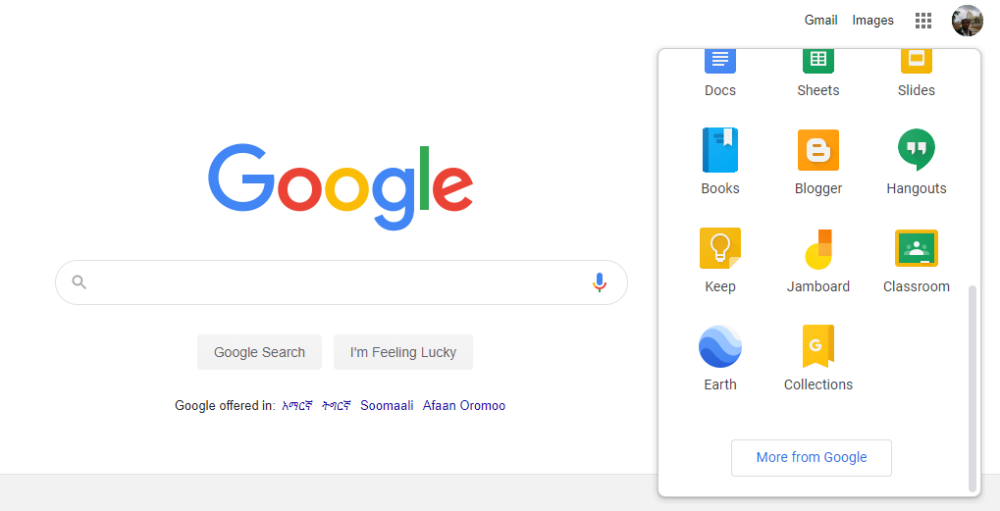 Gmail Images
Google
Google Search I'm Feeling Lucky
Google offered in: አማርኛ ትግርኛ Soomaali Afaan Oromoo
Docs Sheets Slides
Books Blogger Hangouts
Keep Jamboard Classroom
G
Earth Collections
More from Google